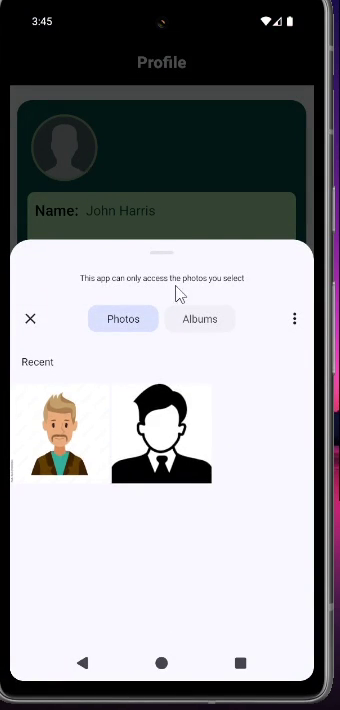 3:45
Profile
Name: John Harris
This app can only access the photos you select
Photos
Albums
Recent